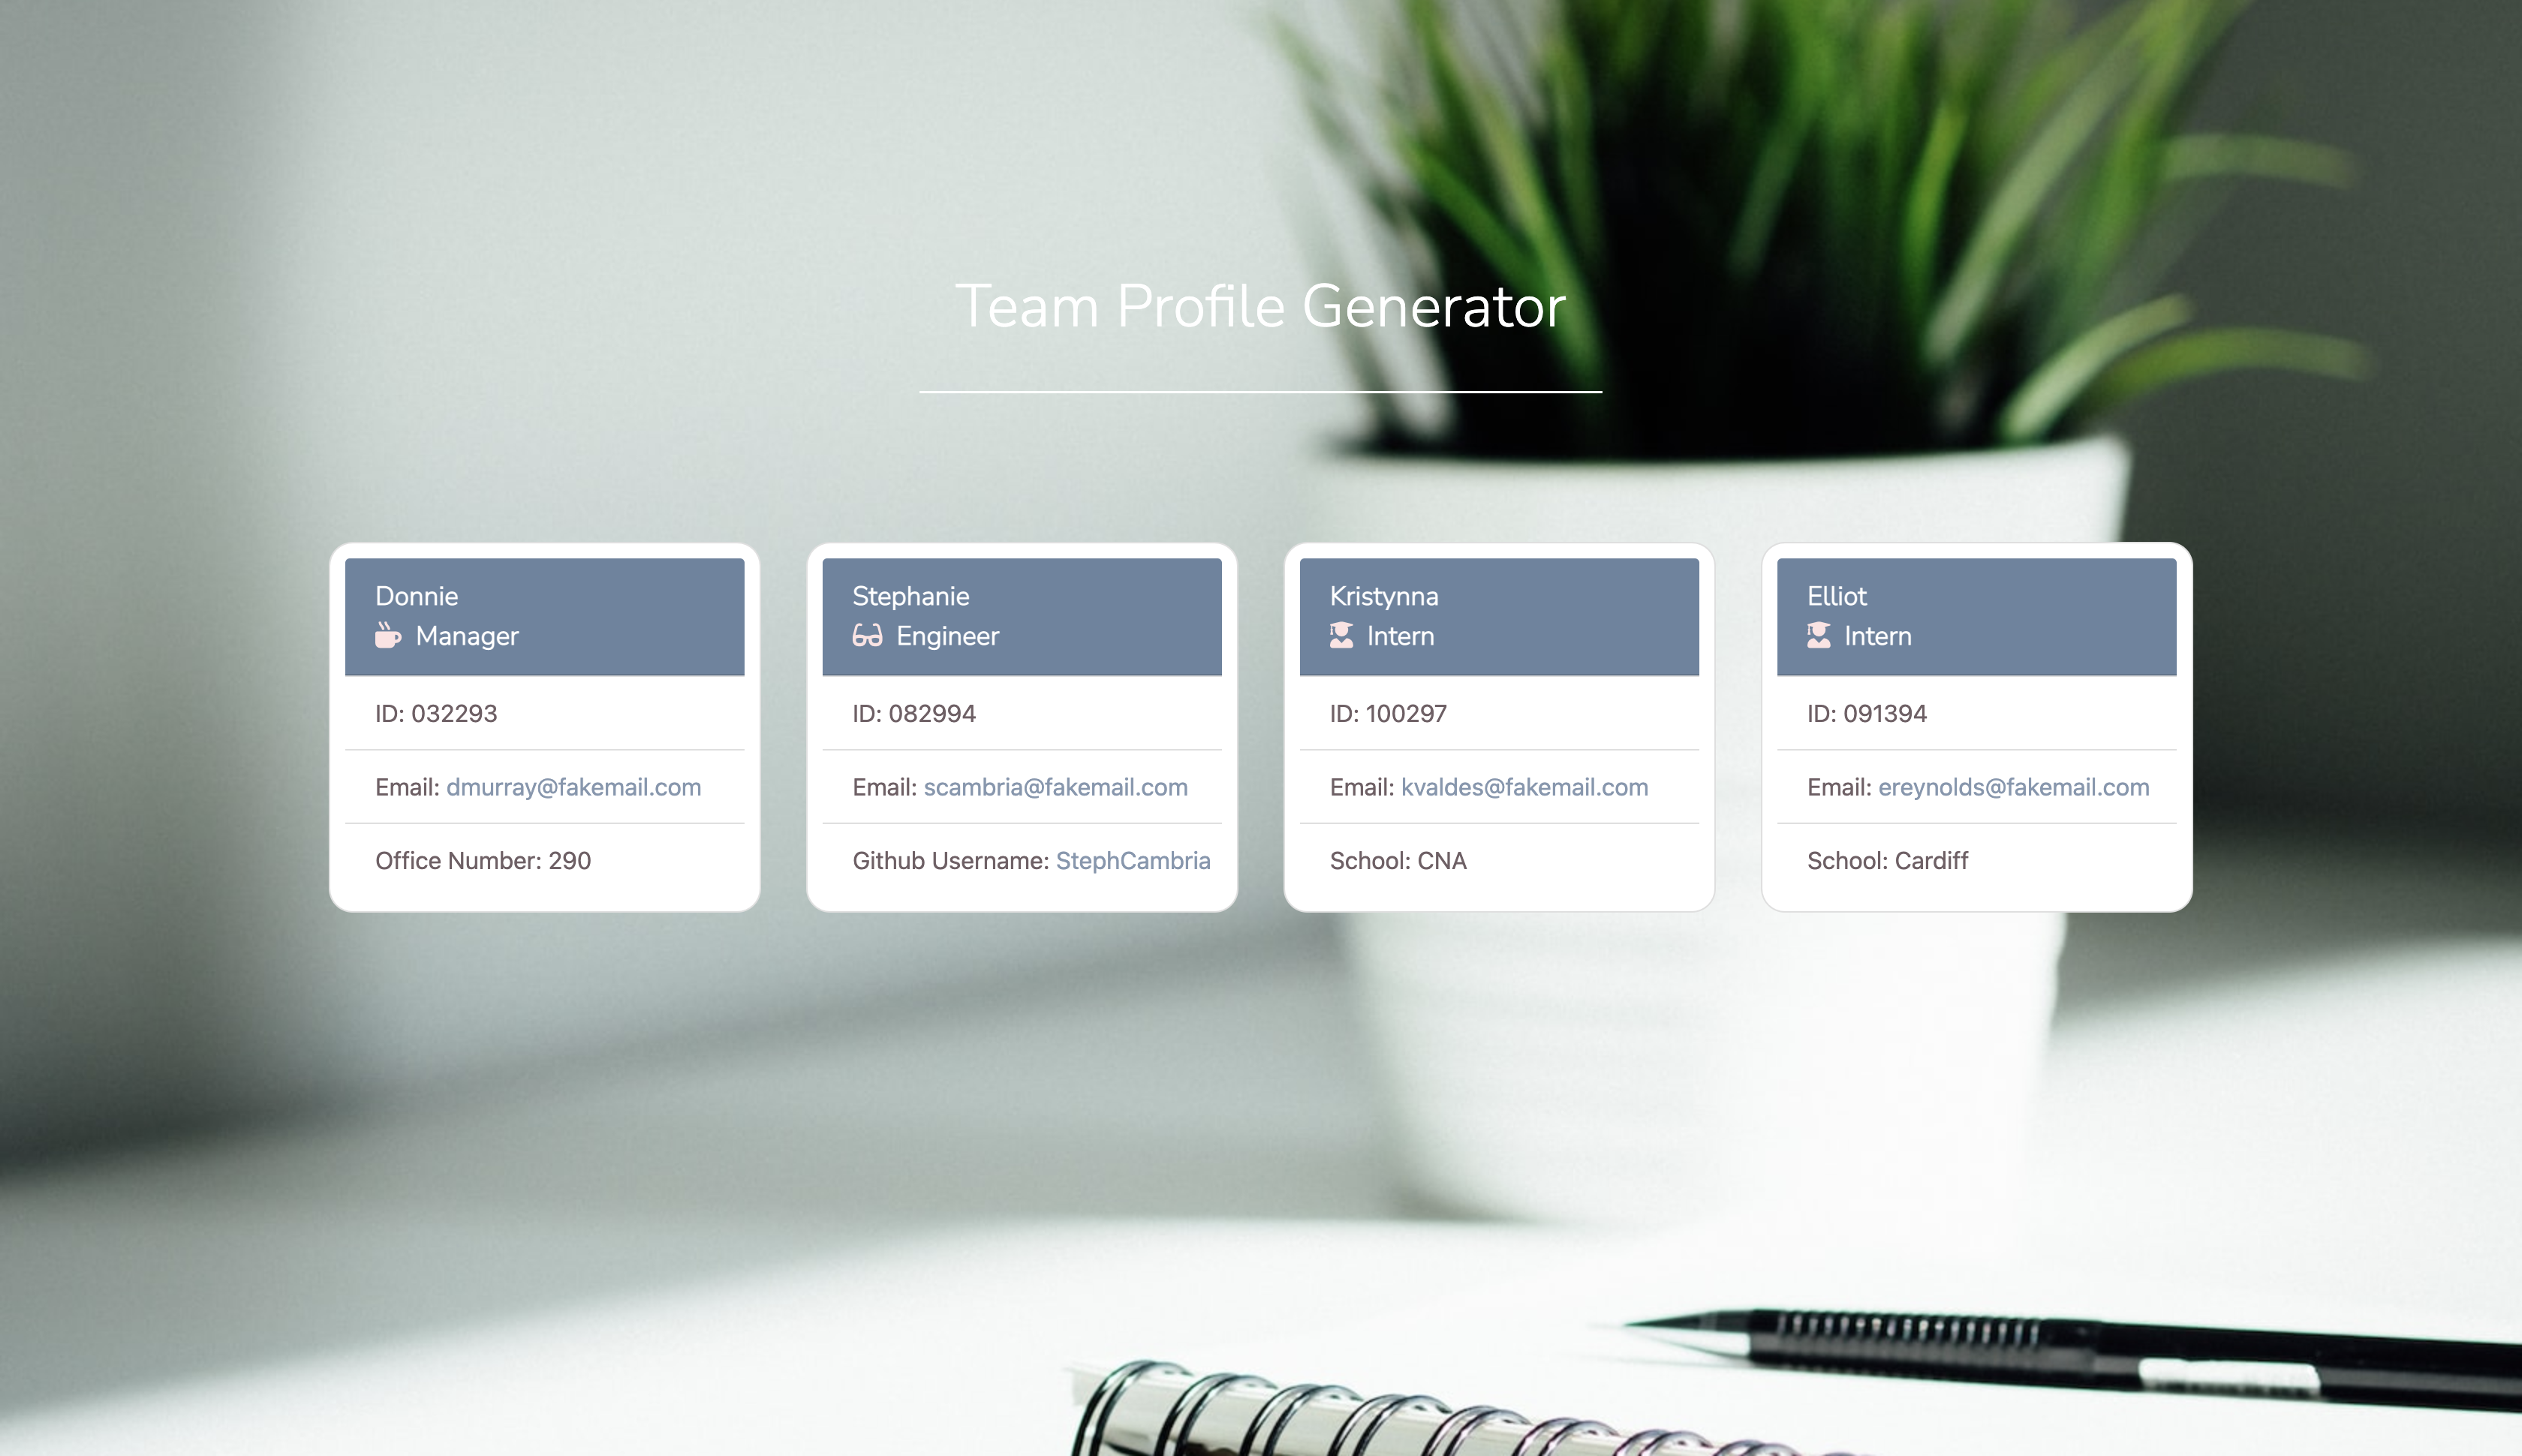 Team Profile Generator
Donnie
Manager
ID: 032293
Email: dmurray@fakemail.com
Office Number: 290
Stephanie
Engineer
ID: 082994
Email: scambria@fakemail.com
Github Username: StephCambria
Kristynna
Intern
ID: 100297
Email: kvaldes@fakemail.com
School: CNA
Elliot
Intern
ID: 091394
Email: ereynolds@fakemail.com
School: Cardiff